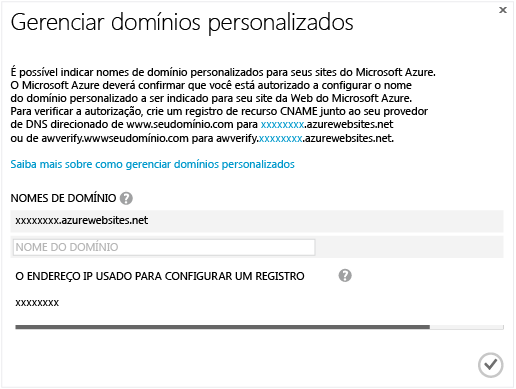 Gerenciar domínios personalizados
É possível indicar nomes de domínio personalizados para seus sites do Microsoft Azure.
O Microsoft Azure deverá confirmar que você está autorizado a configurar o nome
do domínio personalizado a ser indicado para seu site da Web do Microsoft Azure.
Para verificar a autorização, crie um registro de recurso CNAME junto ao seu provedor
de DNS direcionado de www.seudomínio.com para xxxxxxxx.azurewebsites.net
ou de awverify.wwwseudomínio.com para awverify.xxxxxxxx.azurewebsites.net.
Saiba mais sobre como gerenciar domínios personalizados
NOMES DE DOMÍNIO ?
xxxxxxxx.azurewebsites.net
NOME DO DOMÍNIO
O ENDEREÇO IP USADO PARA CONFIGURAR UM REGISTRO ?
xxxxxxxx